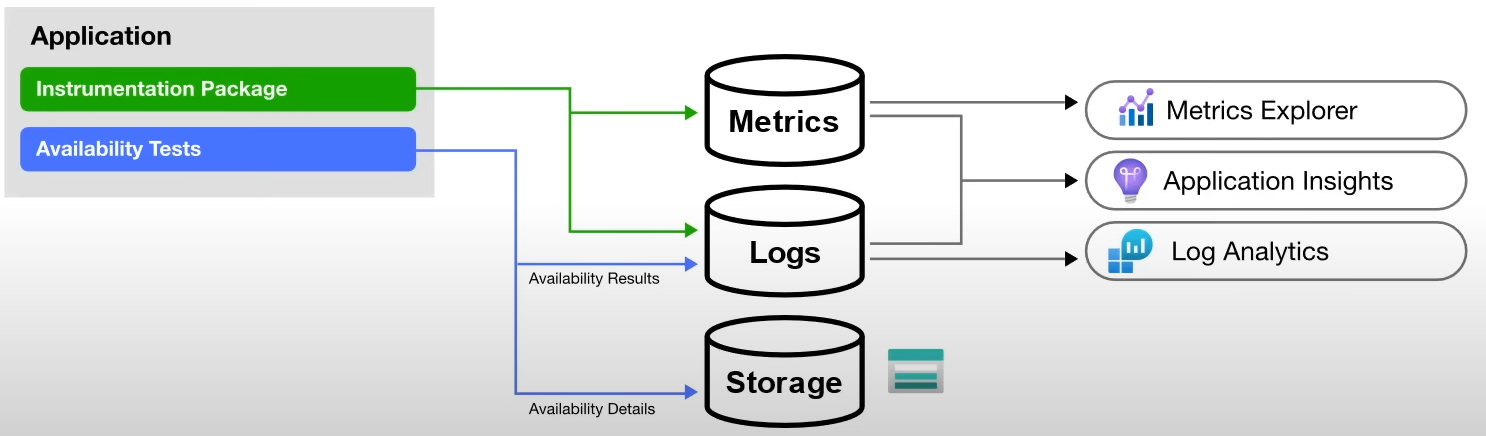 Application
Instrumentation Package
Availability Tests
Metrics
Logs
Availability Results
Storage
Availability Details
Metrics Explorer
Application Insights
Log Analytics